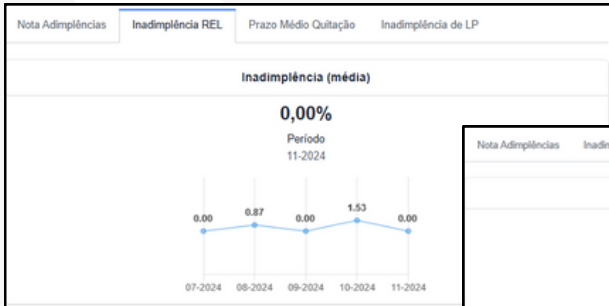 Nota Adimplências Inadimplência REL Prazo Médio Quitação Inadimplência de LP
Inadimplência (média)
0,00%
Período
11-2024
0.00 0.87 0.00 1.53 0.00
07-2024 08-2024 09-2024 10-2024 11-2024
Nota Adimplências Inadin